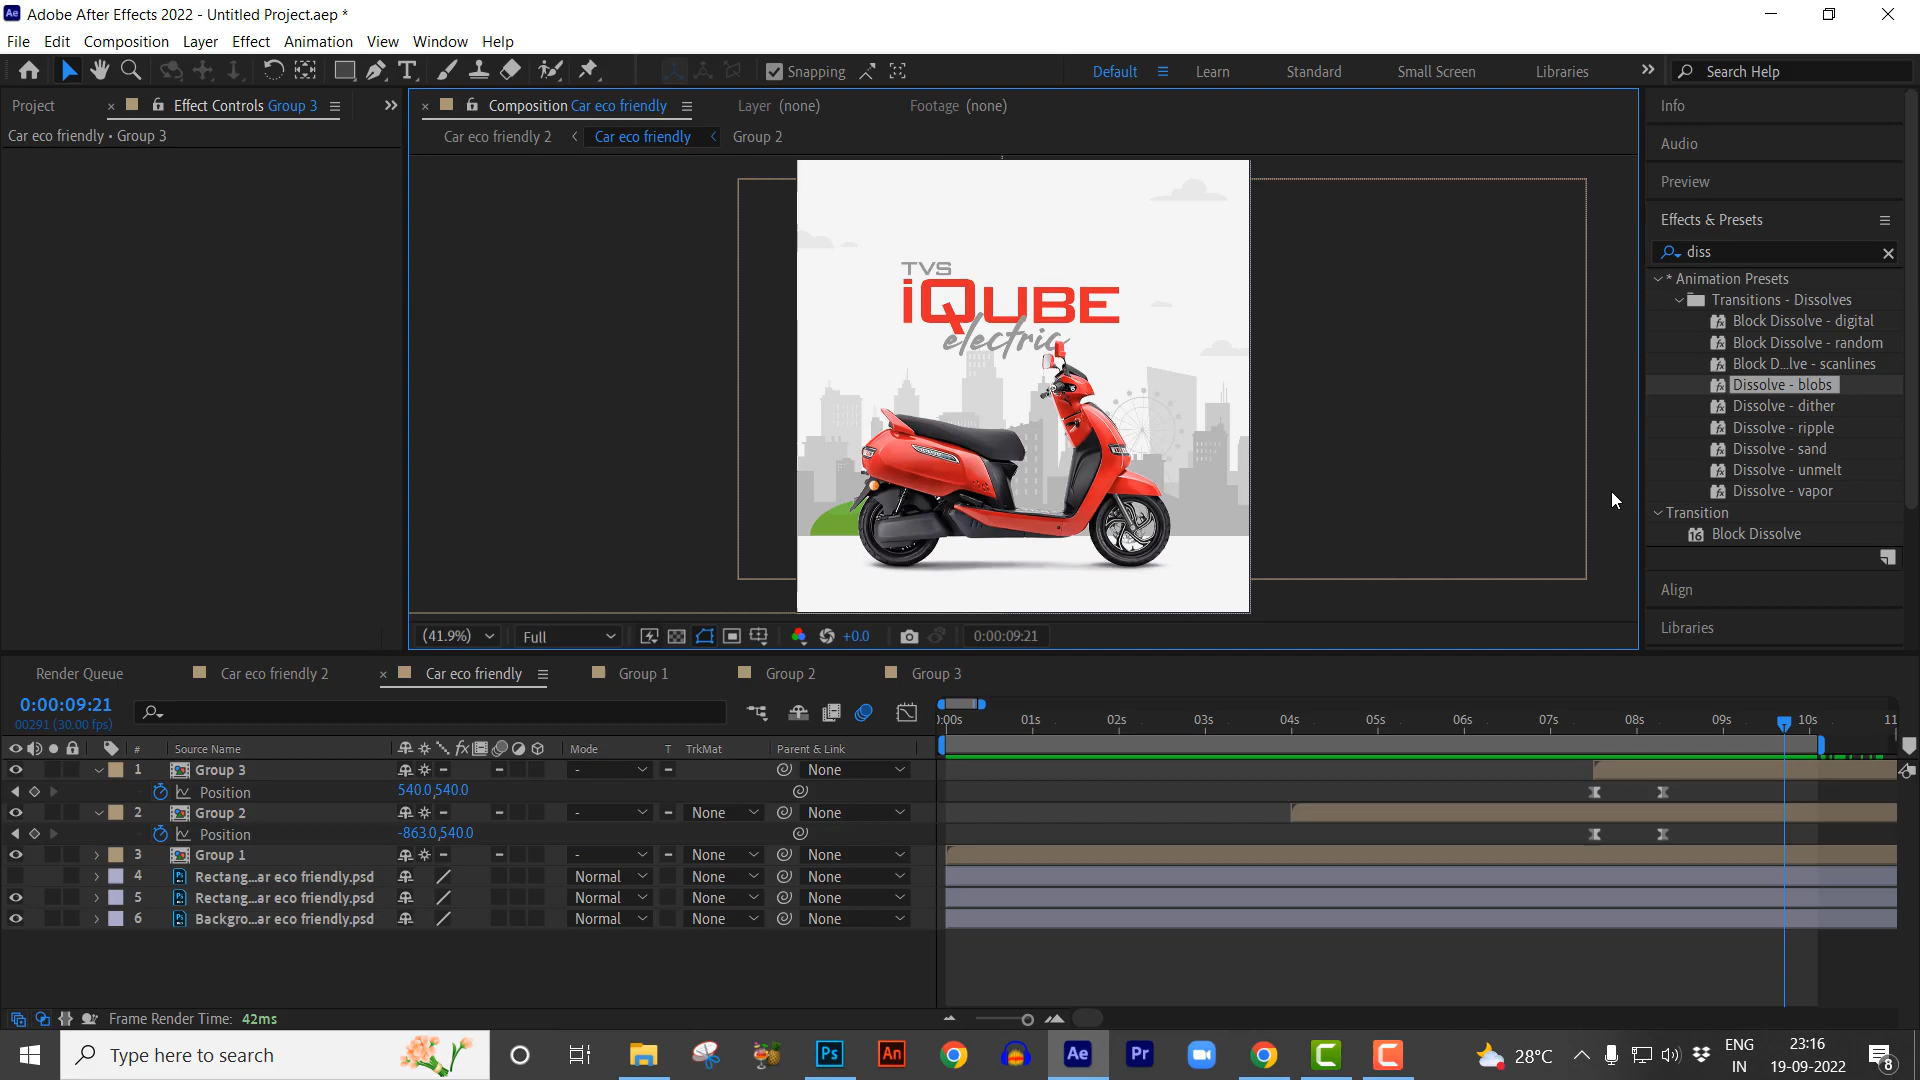 Adobe After Effects 2022 - Untitled Project.aep *
File Edit Composition Layer Effect Animation View Window Help
Snapping Default Learn Standard Small Screen Libraries Search Help
Project Effect Controls Group 3 Composition Car eco friendly Layer (none) Footage (none) Info
Car eco friendly • Group 3 Car eco friendly 2 Car eco friendly Group 2
Audio
Preview
Effects & Presets
diss
* Animation Presets
Transitions - Dissolves
Block Dissolve - digital
Block Dissolve - random
Block D...lve - scanlines
Dissolve - blobs
Dissolve - dither
Dissolve - ripple
Dissolve - sand
Dissolve - unmelt
Dissolve - vapor
Transition
Block Dissolve
Align
Libraries
TVS
iQUBE
electric
(41.9%) Full +0.0 0:00:09:21
Render Queue Car eco friendly 2 Car eco friendly Group 1 Group 2 Group 3
0:00:09:21
00291 (30.00 fps)
):00s 01s 02s 03s 04s 05s 06s 07s 08s 09s 10s 11
# Source Name Mode T TrkMat Parent & Link
1 Group 3 - None
Position 540.0,540.0
2 Group 2 - None None
Position -863.0,540.0
3 Group 1 - None None
4 Rectang...ar eco friendly.psd Normal None None
5 Rectang...ar eco friendly.psd Normal None None
6 Backgro...ar eco friendly.psd Normal None None
Frame Render Time: 42ms
Type here to search
Ps An Ae Pr
28°C
ENG
IN
23:16
19-09-2022
8